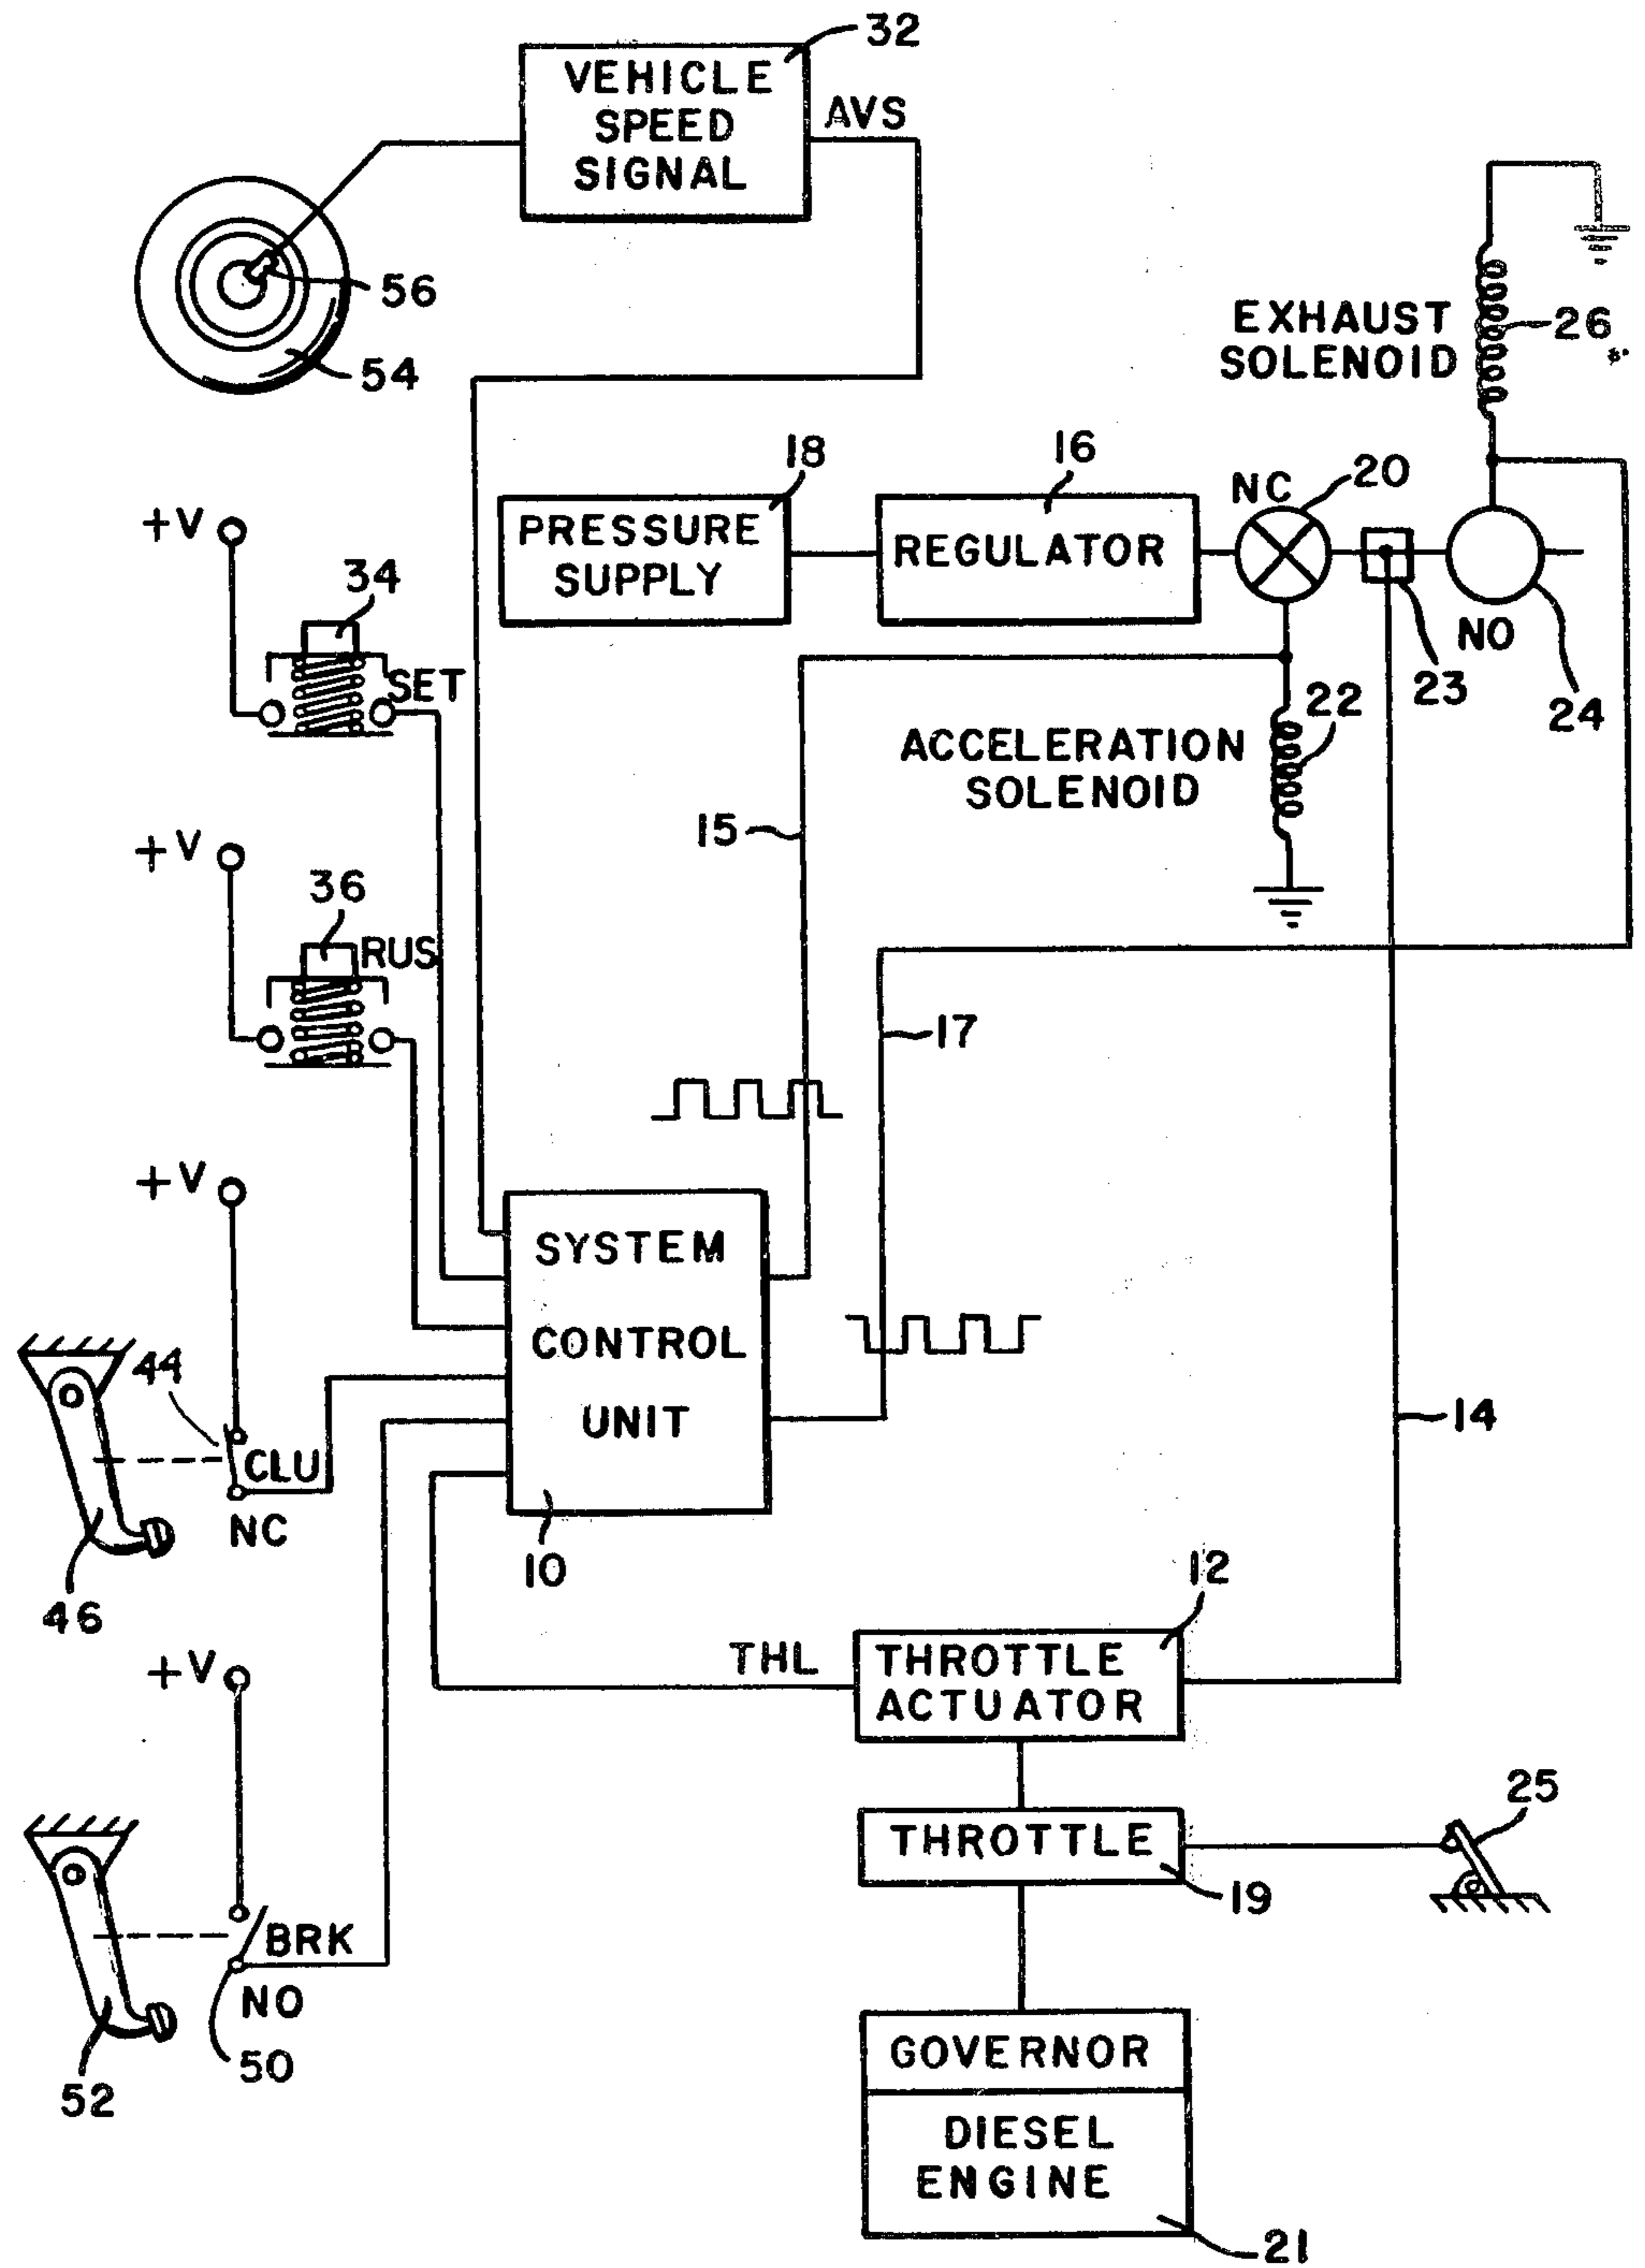 32
VEHICLE
SPEED
SIGNAL
AVS
56
54
EXHAUST
SOLENOID
26
18
16
NC
20
+V
PRESSURE
SUPPLY
REGULATOR
34
SET
NO
23
24
22
ACCELERATION
SOLENOID
15
+V
36
RUS
17
+V
SYSTEM
CONTROL
UNIT
10
44
CLU
NC
46
14
12
THL
THROTTLE
ACTUATOR
+V
25
THROTTLE
19
BRK
NO
50
52
GOVERNOR
DIESEL
ENGINE
21